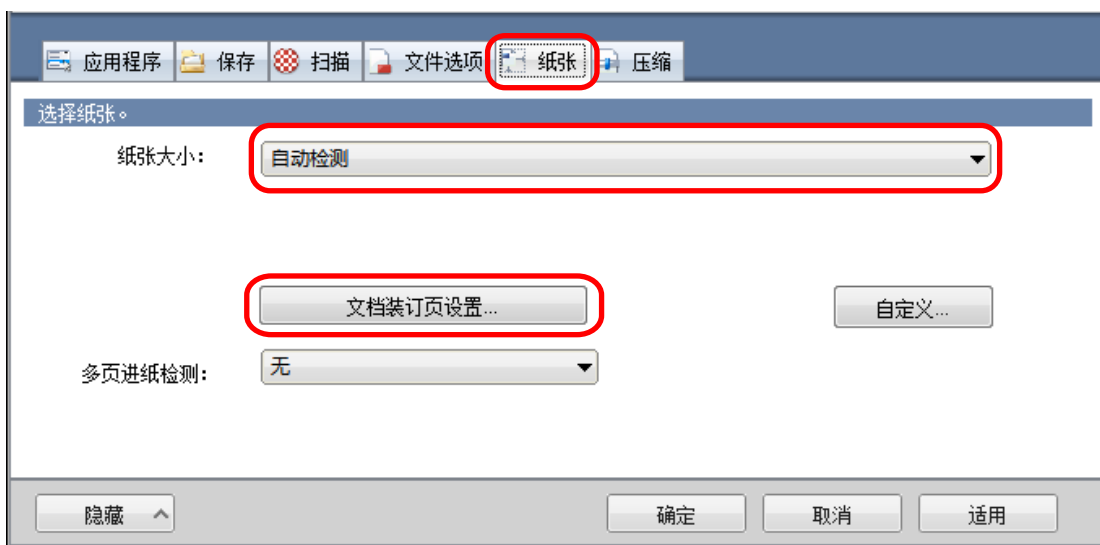 应用程序 保存 扫描 文件选项 纸张 压缩
选择纸张。
纸张大小： 自动检测
文档装订页设置... 自定义...
多页进纸检测： 无
隐藏 确定 取消 适用